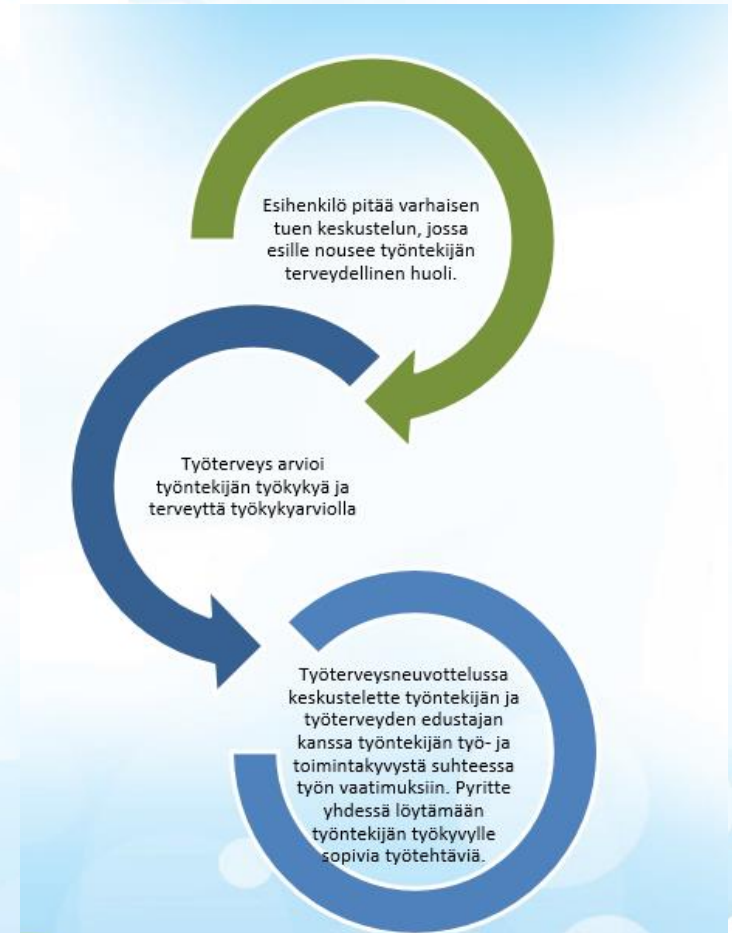 Esihenkilö pitää varhaisen
tuen keskustelun, jossa
esille nousee työntekijän
terveydellinen huoli.
Työterveys arvioi
työntekijän työkykyä ja
terveyttä työkykyarviolla
Työterveysneuvottelussa
keskustelette työntekijän ja
työterveyden edustajan
kanssa työntekijän työ- ja
toimintakyvystä suhteessa
työn vaatimuksiin. Pyritte
yhdessä löytämään
työntekijän työkyvylle
sopivia työtehtäviä.